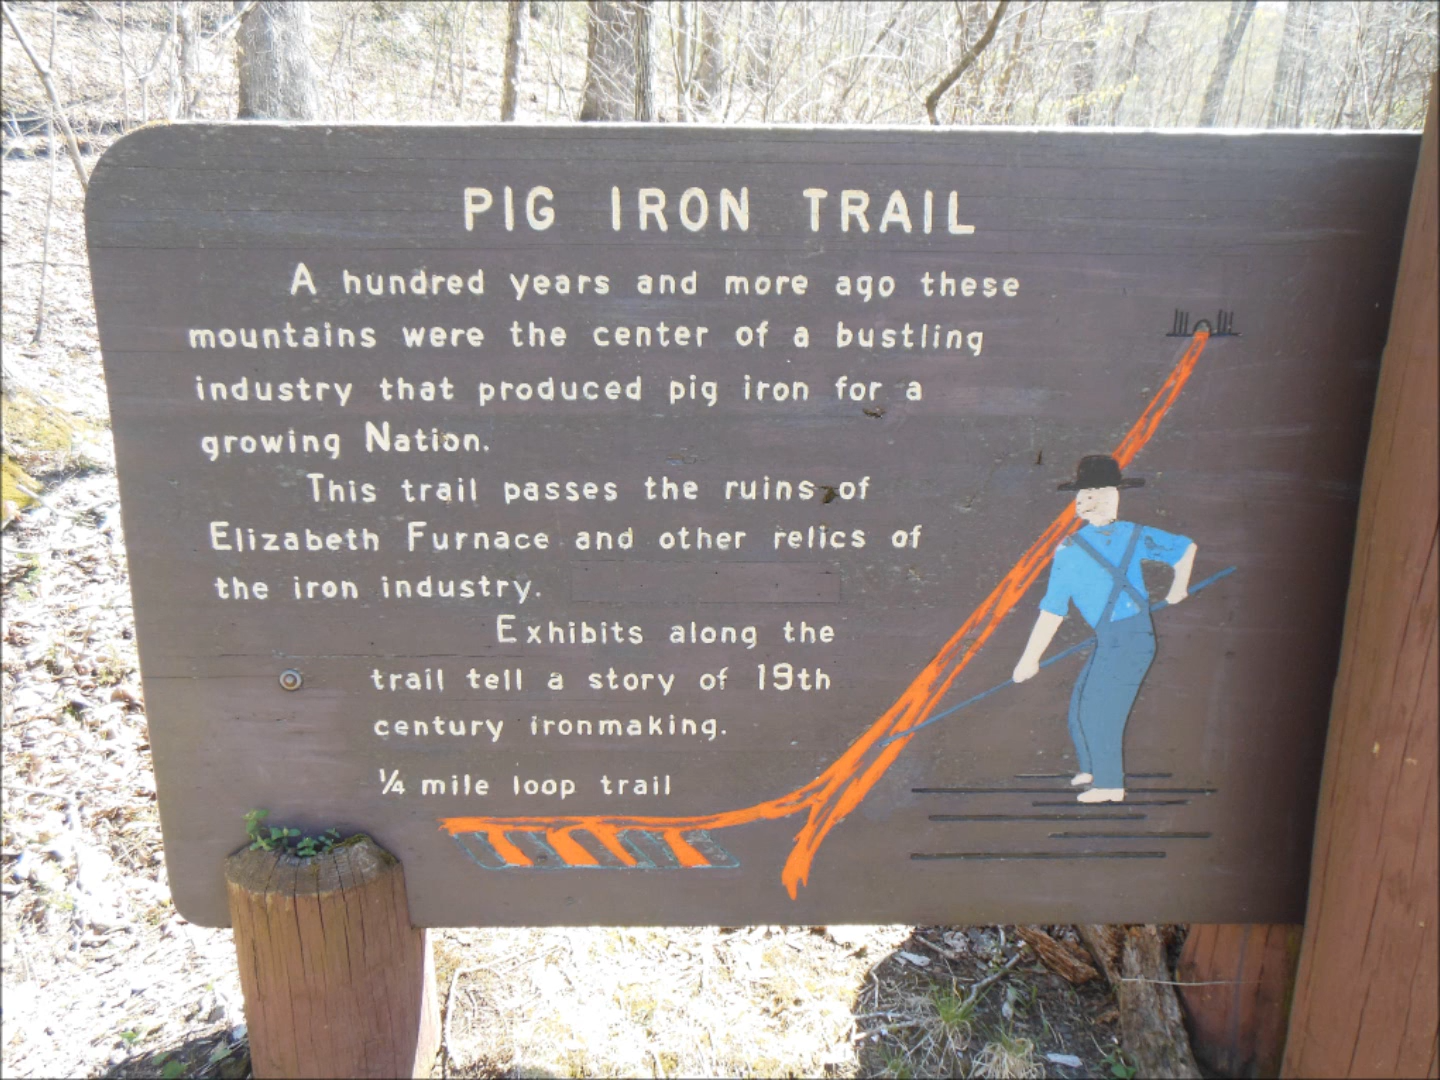 PIG IRON TRAIL
A hundred years and more ago these
mountains were the center of a bustling
industry that produced pig iron for a
growing Nation.
This trail passes the ruins of
Elizabeth Furnace and other relics of
the iron industry.
Exhibits along the
trail tell a story of 19th
century ironmaking.
¼ mile loop trail